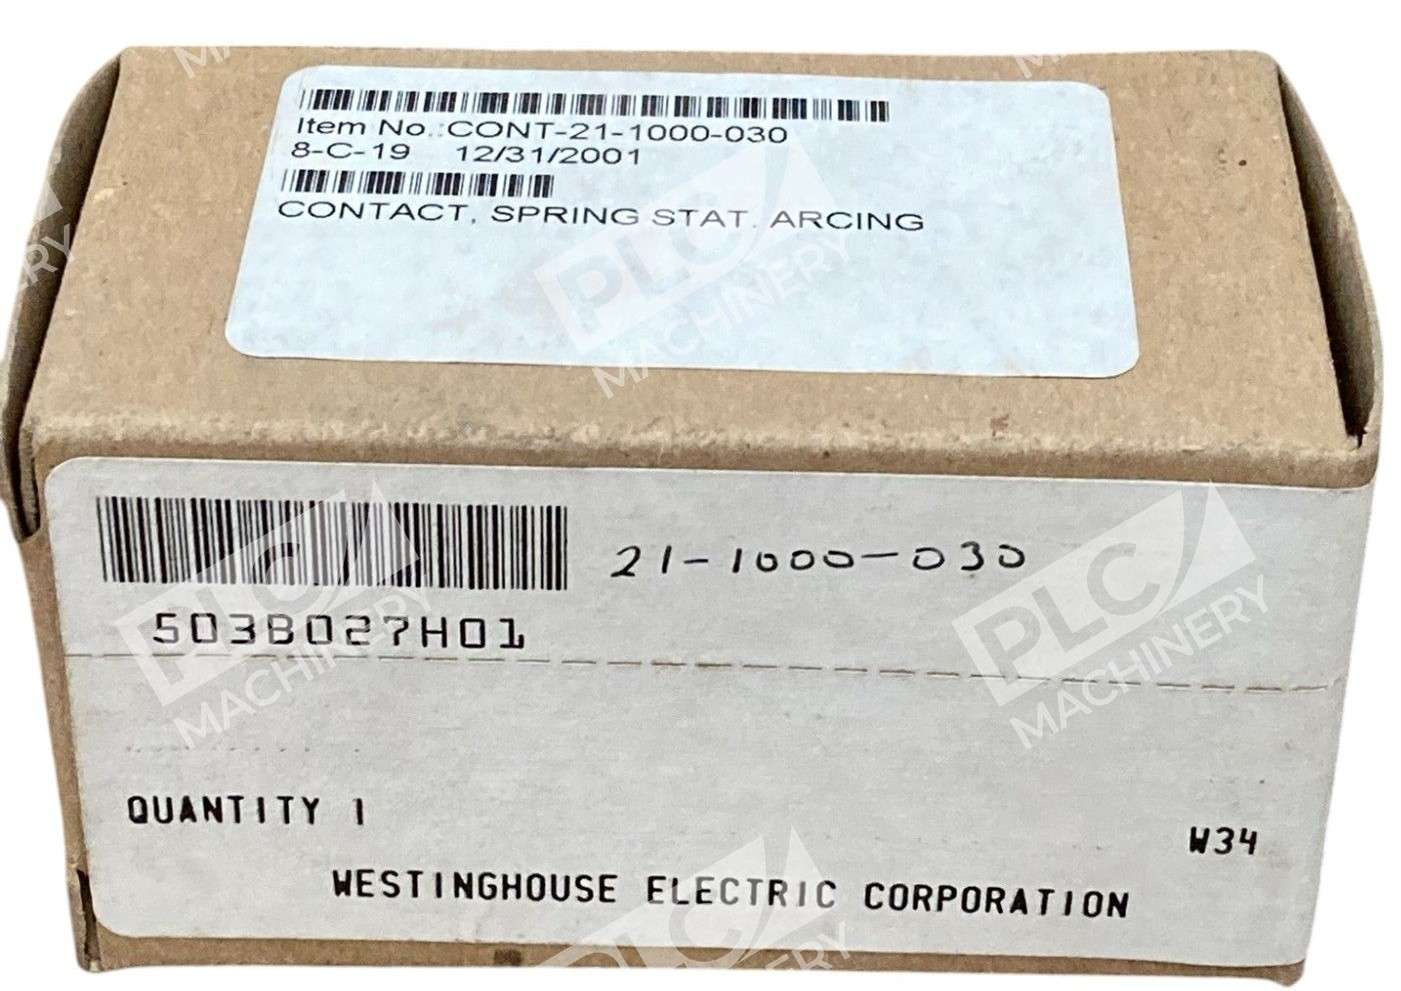 Item No.:CONT-21-1000-030
8-C-19 12/31/2001
CONTACT, SPRING STAT. ARCING
21-1000-030
503B027H01
QUANTITY 1
W34
WESTINGHOUSE ELECTRIC CORPORATION
PLC MACHINERY